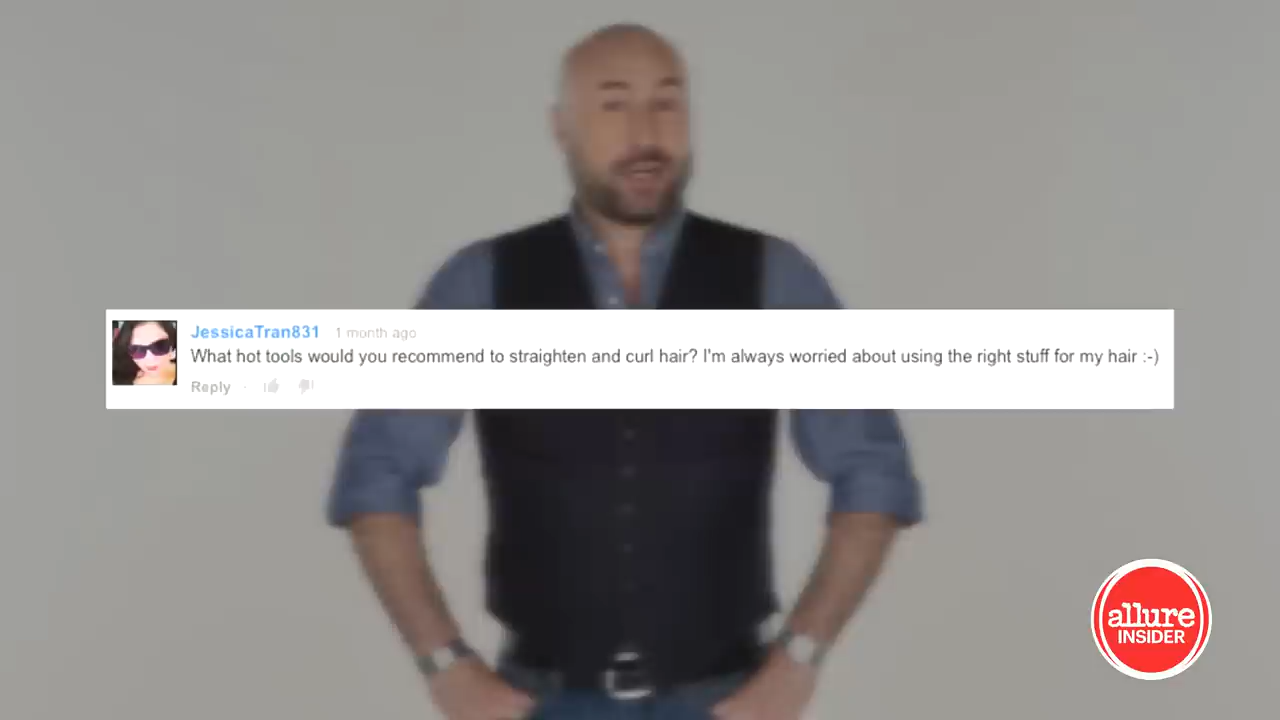 JessicaTran831 1 month ago
What hot tools would you recommend to straighten and curl hair? I'm always worried about using the right stuff for my hair :-)
Reply ·
allure
INSIDER